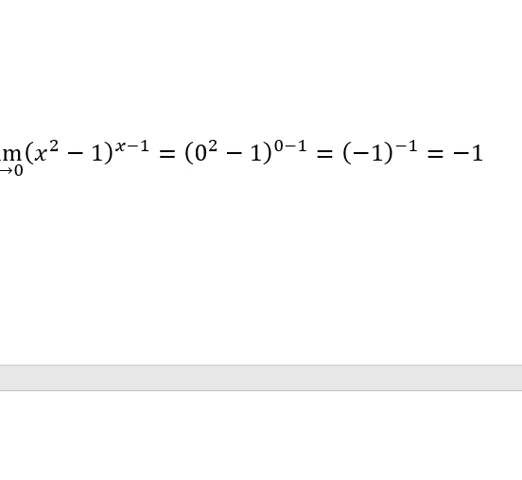 m(x² − 1)ˣ⁻¹ = (0² − 1)⁰⁻¹ = (−1)⁻¹ = −1
→0